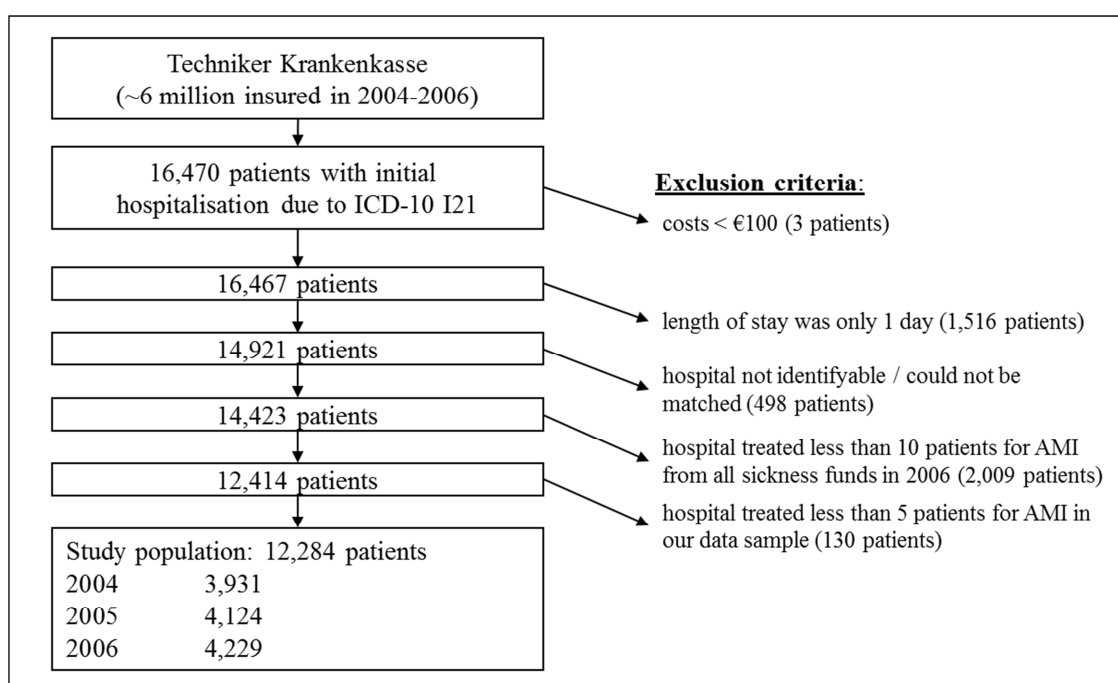 Techniker Krankenkasse
(~6 million insured in 2004-2006)
16,470 patients with initial
hospitalisation due to ICD-10 I21
Exclusion criteria:
costs < €100 (3 patients)
16,467 patients
length of stay was only 1 day (1,516 patients)
14,921 patients
hospital not identifyable / could not be
matched (498 patients)
14,423 patients
hospital treated less than 10 patients for AMI
from all sickness funds in 2006 (2,009 patients)
12,414 patients
hospital treated less than 5 patients for AMI in
our data sample (130 patients)
Study population: 12,284 patients
2004 3,931
2005 4,124
2006 4,229